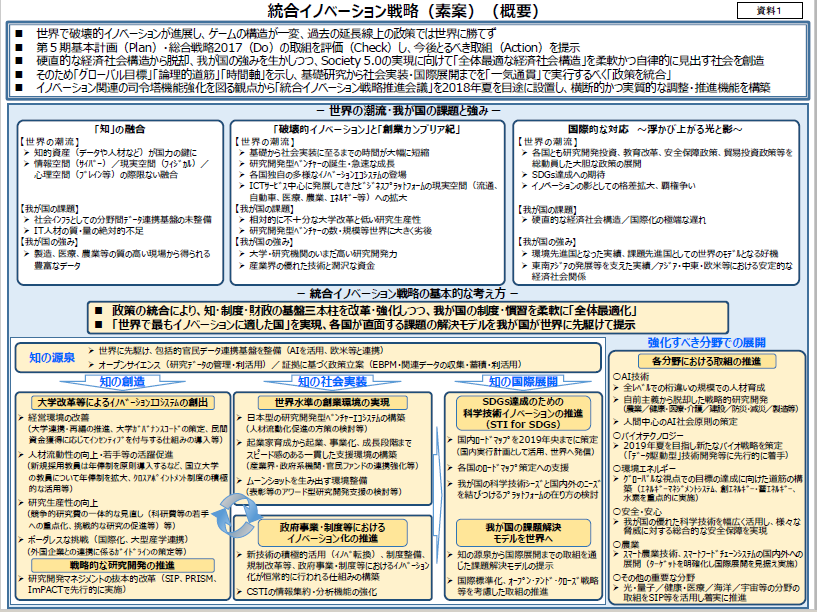 統合イノベーション戦略（素案）（概要）
資料１
■ 世界で破壊的イノベーションが進展し、ゲームの構造が一変、過去の延長線上の政策では世界に勝てず
■ 第５期基本計画（Plan）・総合戦略2017（Do）の取組を評価（Check）し、今後とるべき取組（Action）を提示
■ 硬直的な経済社会構造から脱却、我が国の強みを生かしつつ、Society 5.0の実現に向けて「全体最適な経済社会構造」を柔軟かつ自律的に見出す社会を創造
■ そのため「グローバル目標」「論理的道筋」「時間軸」を示し、基礎研究から社会実装・国際展開までを「一気通貫」で実行するべく「政策を統合」
■ イノベーション関連の司令塔機能強化を図る観点から「統合イノベーション戦略推進会議」を2018年夏を目途に設置し、横断的かつ実質的な調整・推進機能を構築
－ 世界の潮流・我が国の課題と強み－
「知」の融合
【世界の潮流】
➢ 知的資産（データや人材など）が国力の鍵に
➢ 情報空間（サイバー）／現実空間（フィジカル）／
心理空間（ブレイン等）の際限ない融合
【我が国の課題】
➢ 社会インフラとしての分野間データ連携基盤の未整備
➢ IT人材の質・量の絶対的不足
【我が国の強み】
➢ 製造、医療、農業等の質の高い現場から得られる
豊富なデータ
「破壊的イノベーション」と「創業カンブリア紀」
【世界の潮流】
➢ 基礎から社会実装に至るまでの時間が大幅に短縮
➢ 研究開発型ベンチャーの誕生・急速な成長
➢ 各国独自の多様なイノベーションエコシステムの登場
➢ ICTサービス中心に発展してきたビジネスプラットフォームの現実空間（流通、
自動車、医療、農業、エネルギー等）への拡大
【我が国の課題】
➢ 相対的に不十分な大学改革と低い研究生産性
➢ 研究開発型ベンチャーの数・規模等世界に大きく劣後
【我が国の強み】
➢ 大学・研究機関のいまだ高い研究開発力
➢ 産業界の優れた技術と潤沢な資金
国際的な対応 ～浮かび上がる光と影～
【世界の潮流】
➢ 各国とも研究開発投資、教育改革、安全保障政策、貿易投資政策等を
総動員した大胆な政策の展開
➢ SDGs達成への期待
➢ イノベーションの影としての格差拡大、覇権争い
【我が国の課題】
➢ 硬直的な経済社会構造／国際化の極端な遅れ
【我が国の強み】
➢ 環境先進国となった実績、課題先進国としての世界のモデルとなる好機
➢ 東南アジアの発展等を支えた実績／アジア・中東・欧米等における安定的な
経済社会関係
－ 統合イノベーション戦略の基本的な考え方 －
■ 政策の統合により、知・制度・財政の基盤三本柱を改革・強化しつつ、我が国の制度・慣習を柔軟に「全体最適化」
■ 「世界で最もイノベーションに適した国」を実現、各国が直面する課題の解決モデルを我が国が世界に先駆けて提示
知の源泉
➢ 世界に先駆け、包括的官民データ連携基盤を整備（AIを活用、欧米等と連携）
➢ オープンサイエンス（研究データの管理・利活用）／証拠に基づく政策立案（EBPM・関連データの収集・蓄積・利活用）
知の創造
大学改革等によるイノベーションエコシステムの創出
➢ 経営環境の改善
（大学連携・再編の推進、大学ガバナンスコードの策定、民間
資金獲得に応じてインセンティブを付与する仕組みの導入等）
➢ 人材流動性の向上・若手等の活躍促進
（新規採用教員は年俸制を原則導入するなど、国立大学
の教員について年俸制を拡大、クロスアポイントメント制度の積極
的な活用等）
➢ 研究生産性の向上
（競争的研究費の一体的な見直し（科研費等の若手
への重点化、挑戦的な研究の促進等）等）
➢ ボーダレスな挑戦（国際化、大型産学連携）
（外国企業との連携に係るガイドラインの策定等）
戦略的な研究開発の推進
➢ 研究開発マネジメントの抜本的改革（SIP、PRISM、
ImPACTで先行的に実施）
知の社会実装
世界水準の創業環境の実現
➢ 日本型の研究開発型ベンチャーエコシステムの構築
（人材流動化促進の方策の検討等）
➢ 起業家育成から起業、事業化、成長段階まで
スピード感のある一貫した支援環境の構築
（産業界・政府系機関・官民ファンドの連携強化等）
➢ ムーンショットを生み出す環境整備
（表彰等のアワード型研究開発支援の検討等）
政府事業・制度等における
イノベーション化の推進
➢ 新技術の積極的活用（イノベ転換）、制度整備、
規制改革等、政府事業・制度等におけるイノベーション
化が恒常的に行われる仕組みの構築
➢ CSTIの情報集約・分析機能の強化
知の国際展開
SDGs達成のための
科学技術イノベーションの推進
（STI for SDGs）
➢ 国内ロードマップを2019年央までに策定
（国内実行計画として活用、世界へ発信）
➢ 各国のロードマップ策定への支援
➢ 我が国の科学技術シーズと国内外のニーズ
を結びつけるプラットフォームの在り方の検討
我が国の課題解決
モデルを世界へ
➢ 知の源泉から国際展開までの取組を通
じた課題解決モデルの提示
➢ 国際標準化、オープン・アンド・クローズ戦略
等を考慮した取組の推進
強化すべき分野での展開
各分野における取組の推進
○AI技術
➢ 全レベルでの桁違いの規模での人材育成
➢ 自前主義から脱却した戦略的研究開発
（農業／健康・医療・介護／建設／防災・減災／製造等）
➢ 人間中心のAI社会原則の策定
○バイオテクノロジー
➢ 2019年夏を目指し新たなバイオ戦略を策定
（「データ駆動型」技術開発等に先行的に着手）
○環境エネルギー
➢ グローバルな視点での目標の達成に向けた道筋の構
築（エネルギーマネジメントシステム、創エネルギー・蓄エネルギー、
水素を重点的に実施）
○安全・安心
➢ 我が国の優れた科学技術を幅広く活用し、様々な
脅威に対する総合的な安全保障を実現
○農業
➢ スマート農業技術、スマートフードチェーンシステムの国内外への
展開（ターゲットを明確化し国際展開を見据え実施）
○その他の重要な分野
➢ 光・量子／健康・医療／海洋／宇宙等の分野の
取組をSIP等を活用し着実に推進